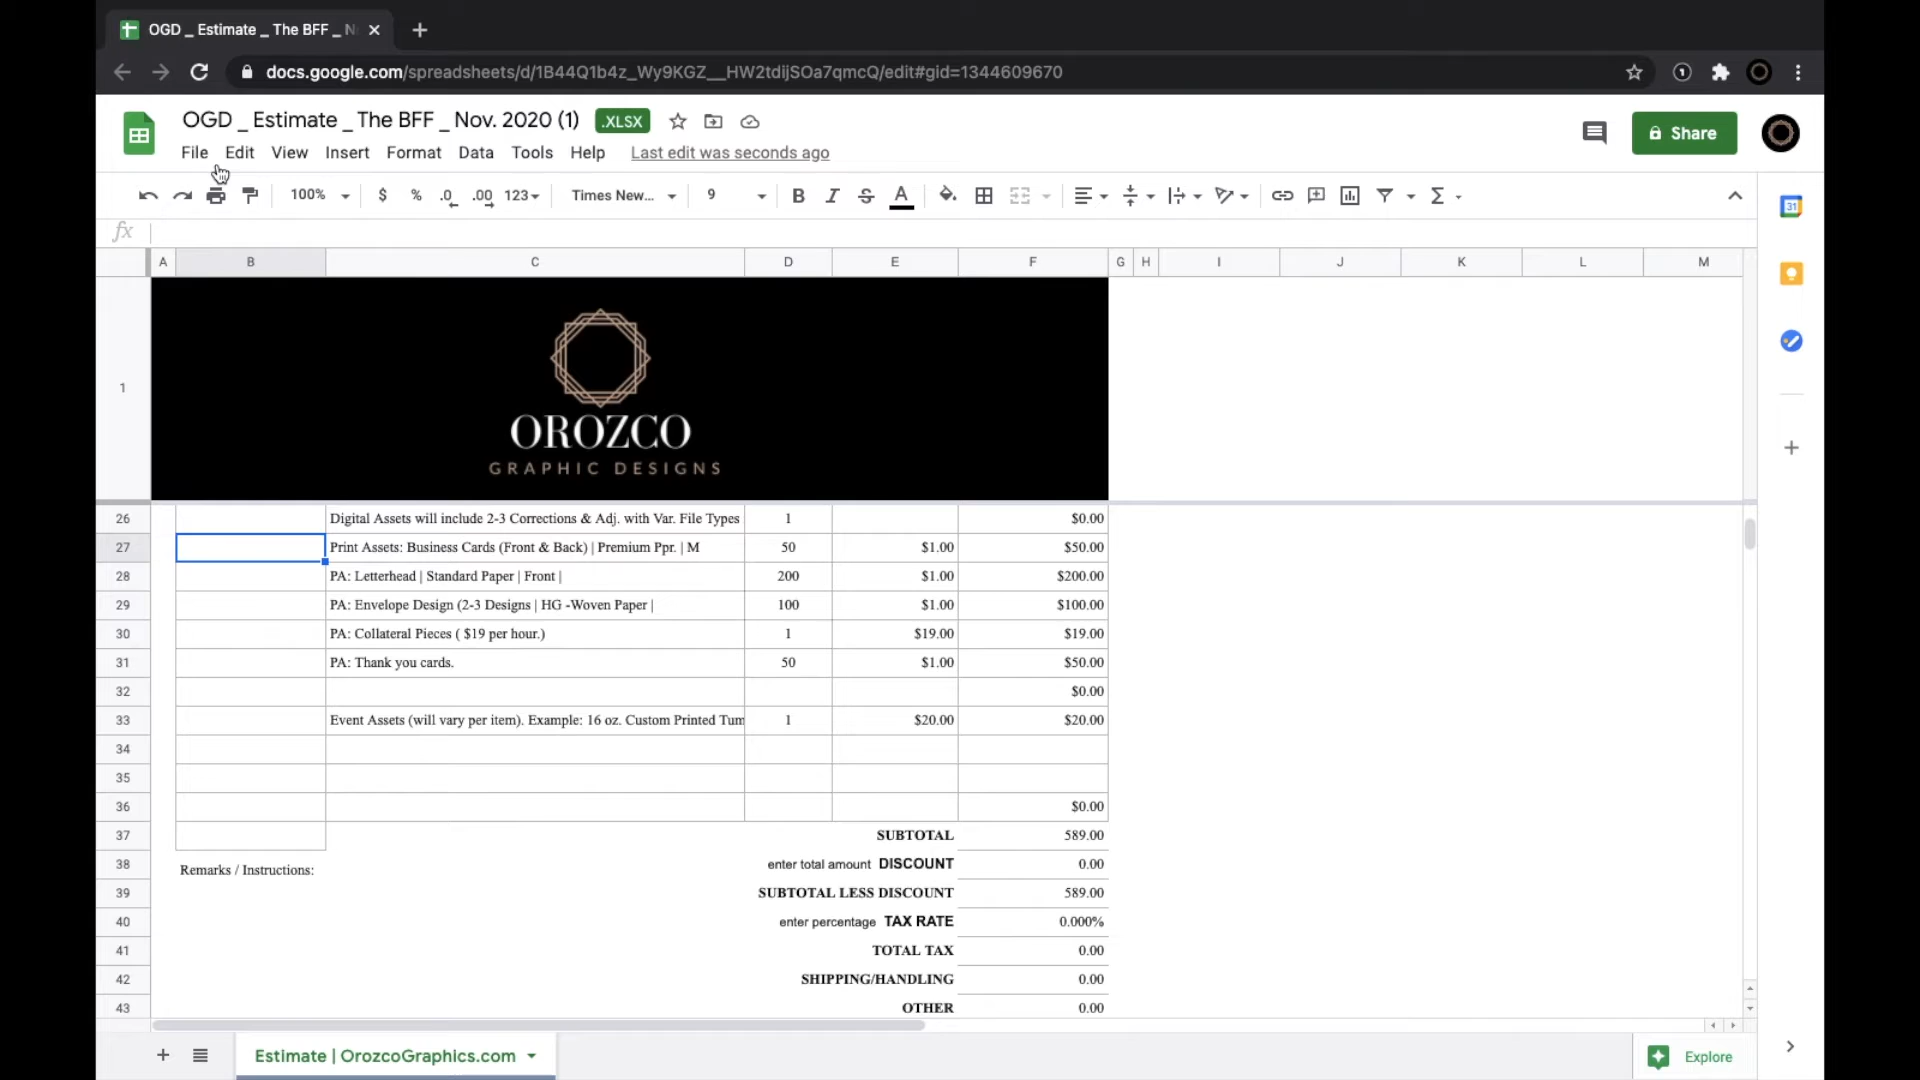 OGD _ Estimate _ The BFF _ N
docs.google.com/spreadsheets/d/1B44Q1b4z_Wy9KGZ__HW2tdijSOa7qmcQ/edit#gid=1344609670
OGD _ Estimate _ The BFF _ Nov. 2020 (1) .XLSX
Share
File Edit View Insert Format Data Tools Help Last edit was seconds ago
100% $ % .0 .00 123 Times New... 9 B I S A Σ
31
fx
A B C D E F G H I J K L M
1
OROZCO
GRAPHIC DESIGNS
26 Digital Assets will include 2-3 Corrections & Adj. with Var. File Types 1 $0.00
27 Print Assets: Business Cards (Front & Back) | Premium Ppr. | M 50 $1.00 $50.00
28 PA: Letterhead | Standard Paper | Front | 200 $1.00 $200.00
29 PA: Envelope Design (2-3 Designs | HG -Woven Paper | 100 $1.00 $100.00
30 PA: Collateral Pieces ( $19 per hour.) 1 $19.00 $19.00
31 PA: Thank you cards. 50 $1.00 $50.00
32 $0.00
33 Event Assets (will vary per item). Example: 16 oz. Custom Printed Tum 1 $20.00 $20.00
34
35
36 $0.00
37 SUBTOTAL 589.00
38 Remarks / Instructions: enter total amount DISCOUNT 0.00
39 SUBTOTAL LESS DISCOUNT 589.00
40 enter percentage TAX RATE 0.000%
41 TOTAL TAX 0.00
42 SHIPPING/HANDLING 0.00
43 OTHER 0.00
Estimate | OrozcoGraphics.com
Explore